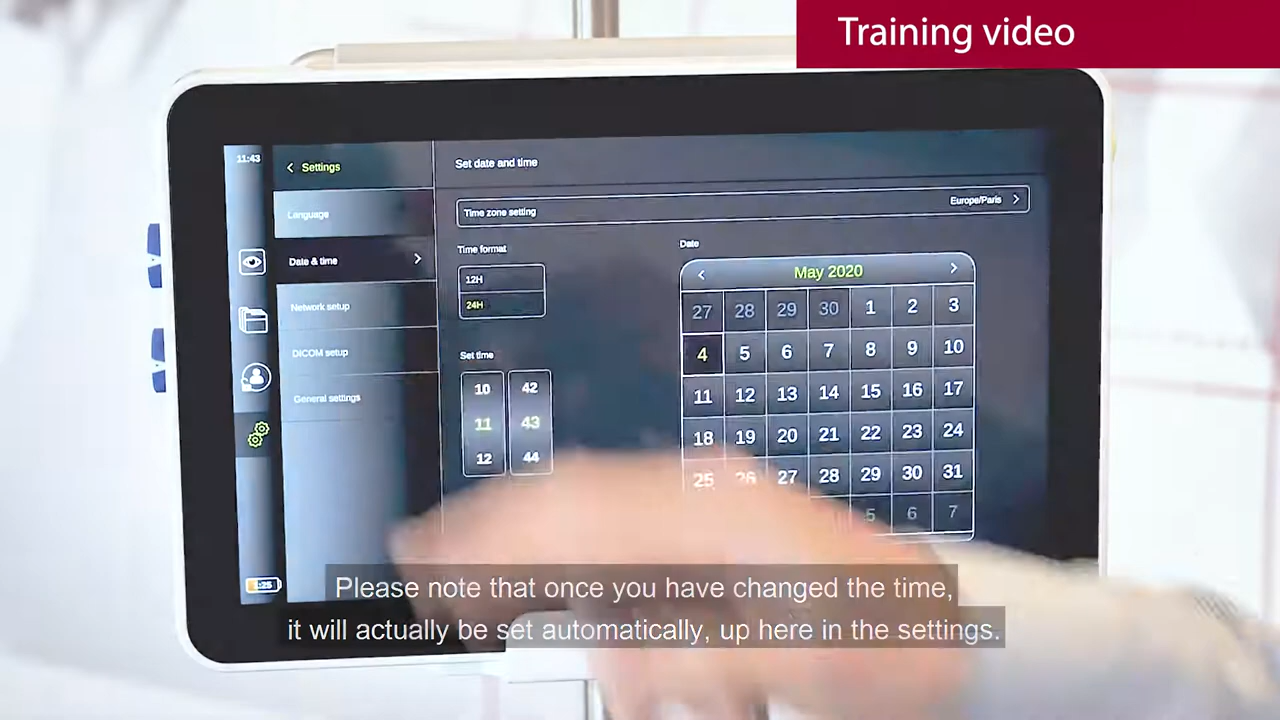 Training video
11:43
Settings
Set date and time
Language
Time zone setting
Europe/Paris
Date & time
Time format
Date
12H
24H
May 2020
Network setup
27 28 29 30 1 2 3
DICOM setup
Set time
4 5 6 7 8 9 10
10 42
General settings
11 12 13 14 15 16 17
11 43
18 19 20 21 22 23 24
12 44
25 26 27 28 29 30 31
5 6 7
Please note that once you have changed the time,
it will actually be set automatically, up here in the settings.